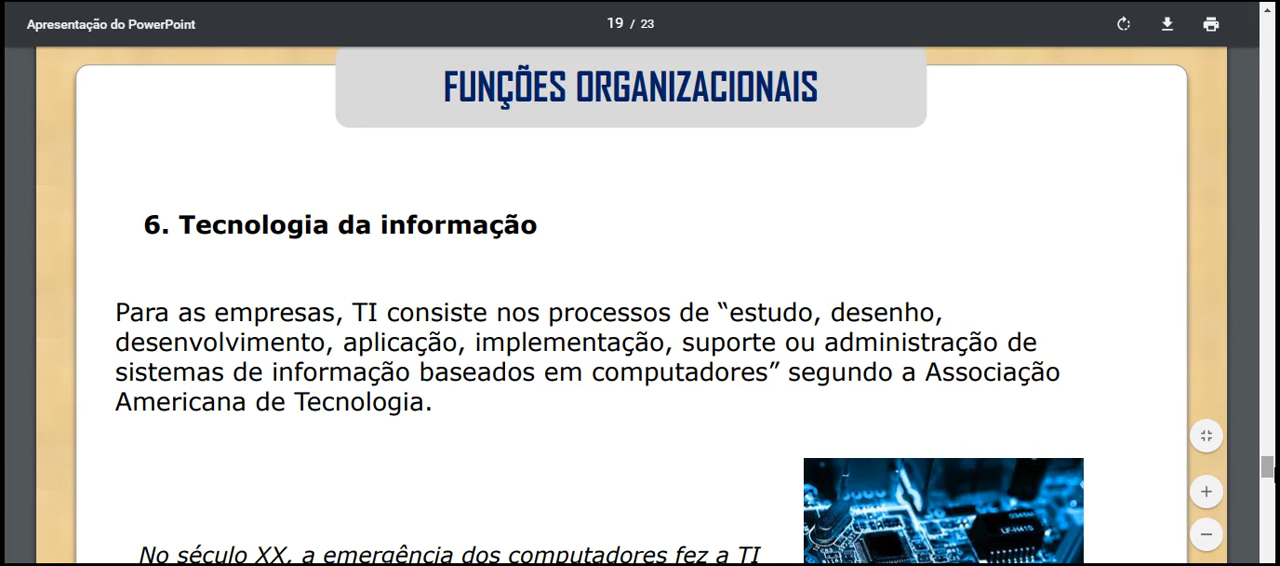 Apresentação do PowerPoint
19 / 23
FUNÇÕES ORGANIZACIONAIS
6. Tecnologia da informação
Para as empresas, TI consiste nos processos de “estudo, desenho,
desenvolvimento, aplicação, implementação, suporte ou administração de
sistemas de informação baseados em computadores” segundo a Associação
Americana de Tecnologia.
No século XX, a emergência dos computadores fez a TI